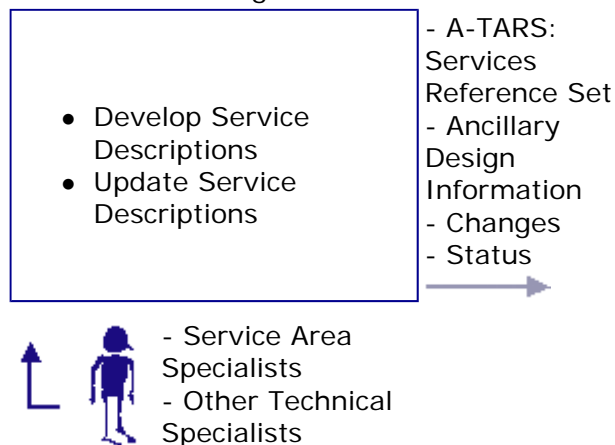 ● Develop Service
Descriptions
● Update Service
Descriptions
- A-TARS:
Services
Reference Set
- Ancillary
Design
Information
- Changes
- Status
- Service Area
Specialists
- Other Technical
Specialists